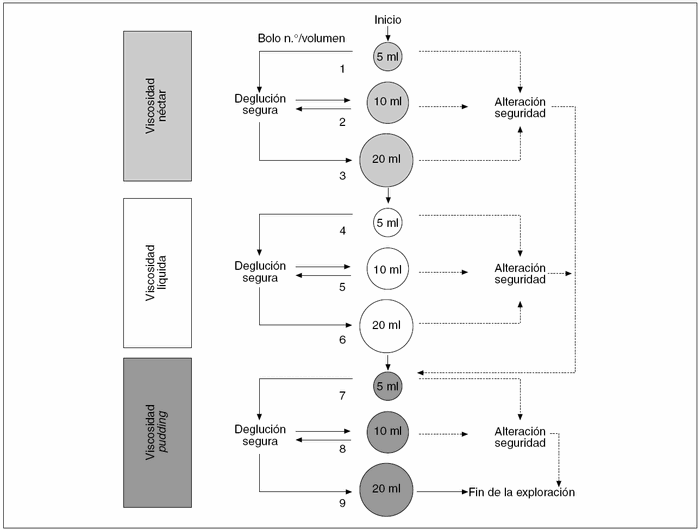 Inicio
Bolo n.°/volumen
5 ml
1
Viscosidad
néctar
Deglución
segura
10 ml
2
Alteración
seguridad
20 ml
3
5 ml
4
Viscosidad
líquida
Deglución
segura
10 ml
5
Alteración
seguridad
20 ml
6
5 ml
7
Viscosidad
pudding
Deglución
segura
10 ml
8
Alteración
seguridad
20 ml
9
Fin de la exploración